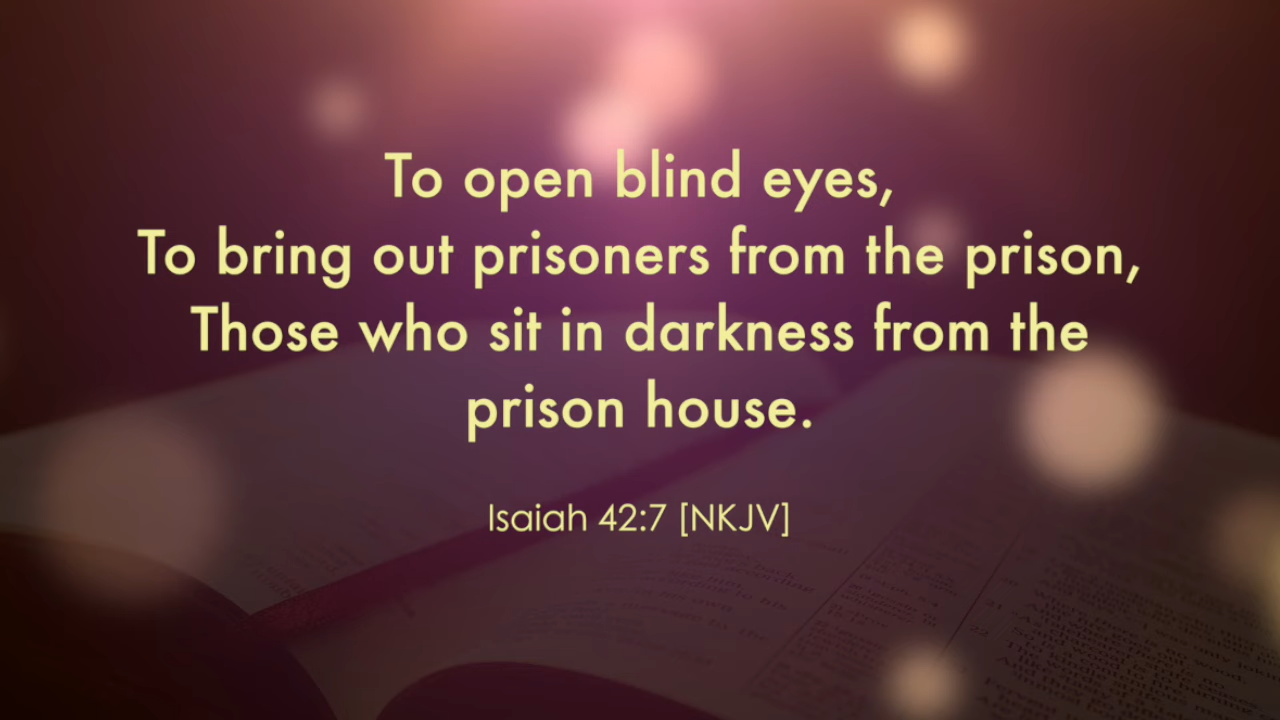 To open blind eyes,
To bring out prisoners from the prison,
Those who sit in darkness from the
prison house.
Isaiah 42:7 [NKJV]